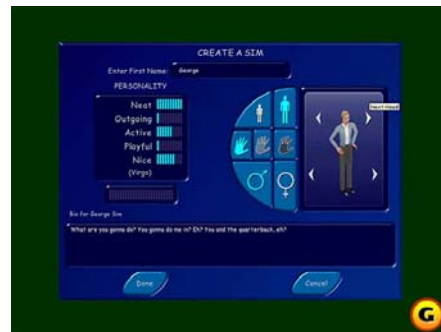 CREATE A SIM
Enter First Name: George
PERSONALITY
Neat
Outgoing
Active
Playful
Nice
(Virgo)
Next Head
Bio for George Sim
What are you gonna do? You gonna do me in? Eh? You and the quarterback, eh?
Done
Cancel
G